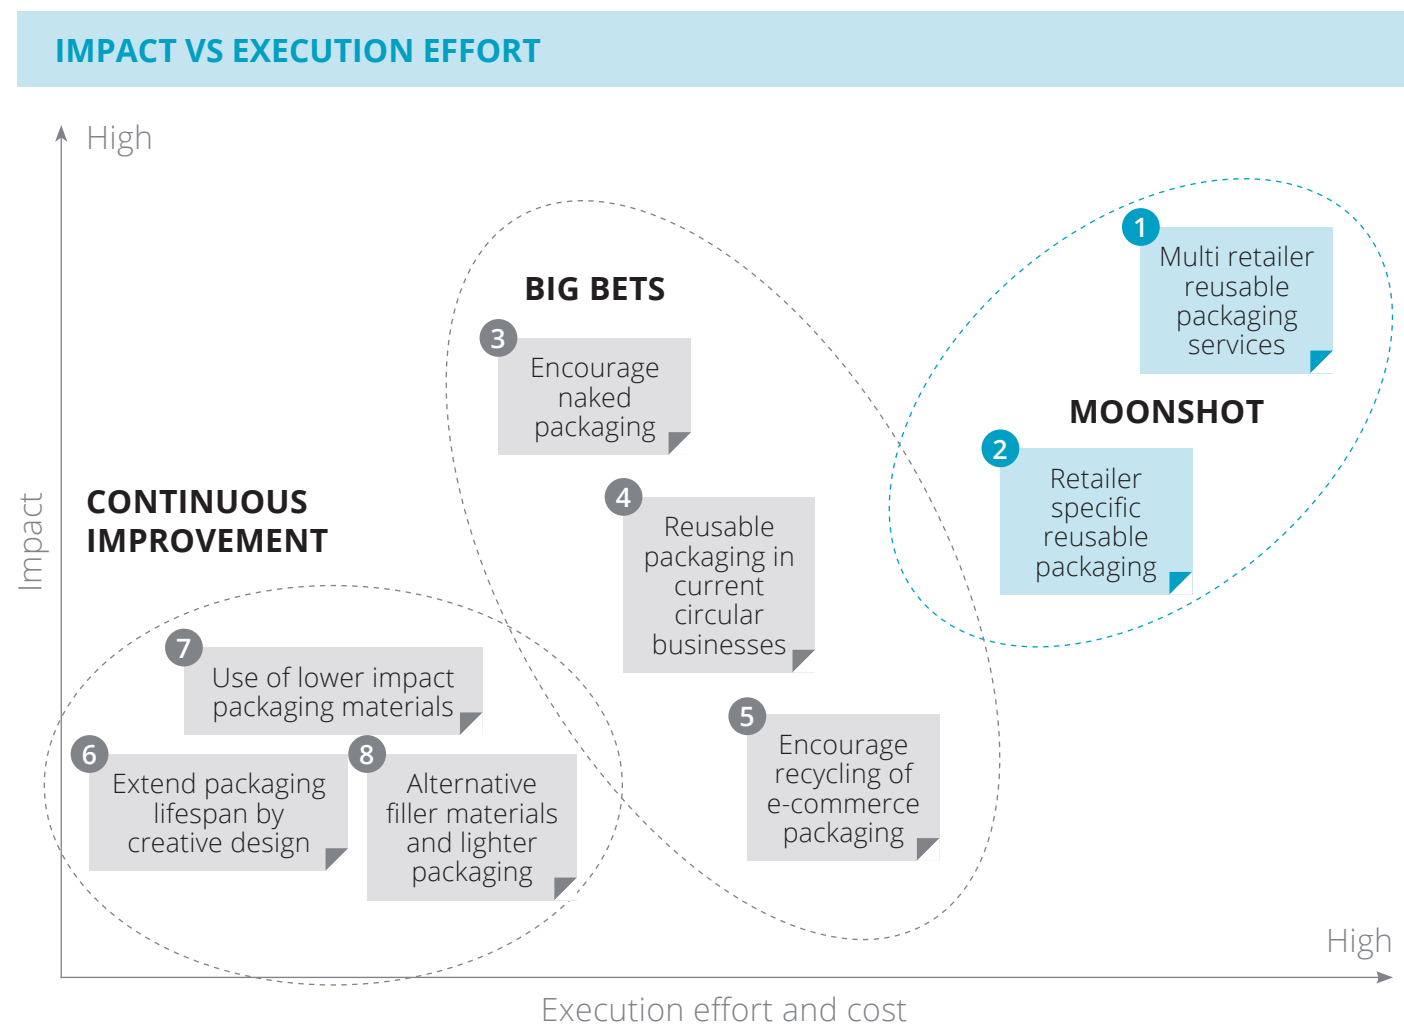 IMPACT VS EXECUTION EFFORT
High
1
Multi retailer
reusable
packaging
services
BIG BETS
3
Encourage
naked
packaging
MOONSHOT
2
Retailer
specific
reusable
packaging
4
Reusable
packaging in
current
circular
businesses
CONTINUOUS
IMPROVEMENT
Impact
7
Use of lower impact
packaging materials
5
Encourage
recycling of
e-commerce
packaging
6
Extend packaging
lifespan by
creative design
8
Alternative
filler materials
and lighter
packaging
High
Execution effort and cost